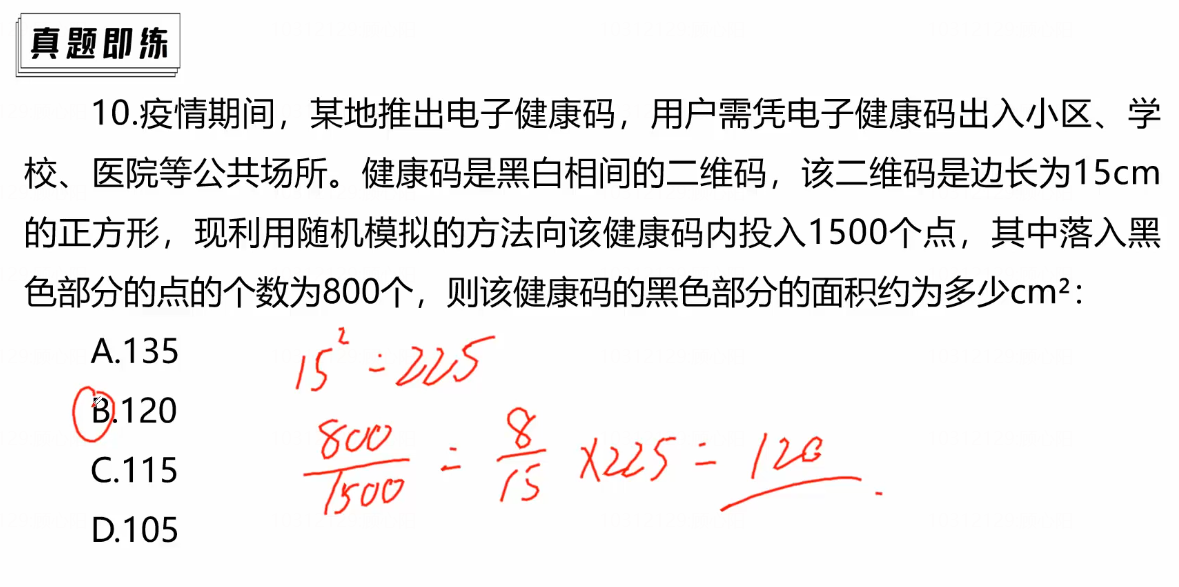 真题即练
10.疫情期间，某地推出电子健康码，用户需凭电子健康码出入小区、学
校、医院等公共场所。健康码是黑白相间的二维码，该二维码是边长为15cm
的正方形，现利用随机模拟的方法向该健康码内投入1500个点，其中落入黑
色部分的点的个数为800个，则该健康码的黑色部分的面积约为多少cm²：
A.135
15² = 225
B.120
800/1500 = 8/15 ×225 = 120
C.115
D.105